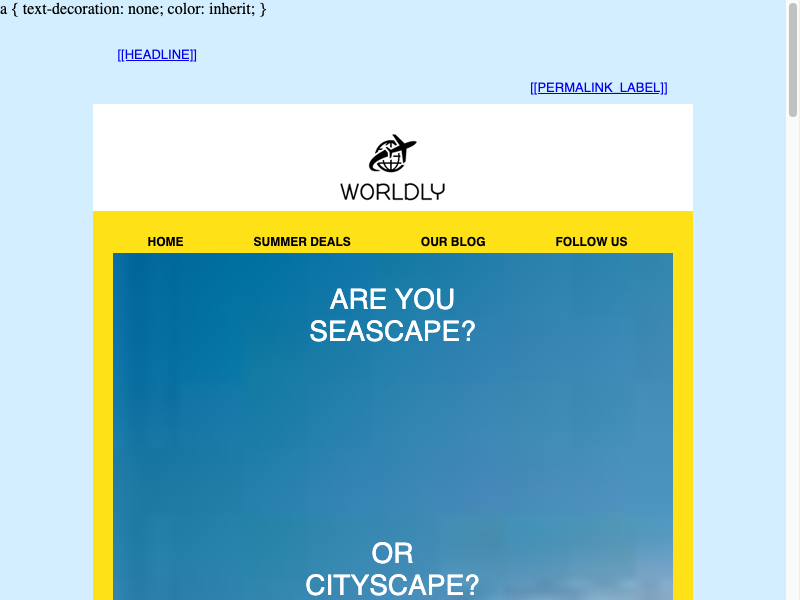 a { text-decoration: none; color: inherit; }
[[HEADLINE]]
[[PERMALINK_LABEL]]
WORLDLY
HOME SUMMER DEALS OUR BLOG FOLLOW US
ARE YOU
SEASCAPE?
OR
CITYSCAPE?